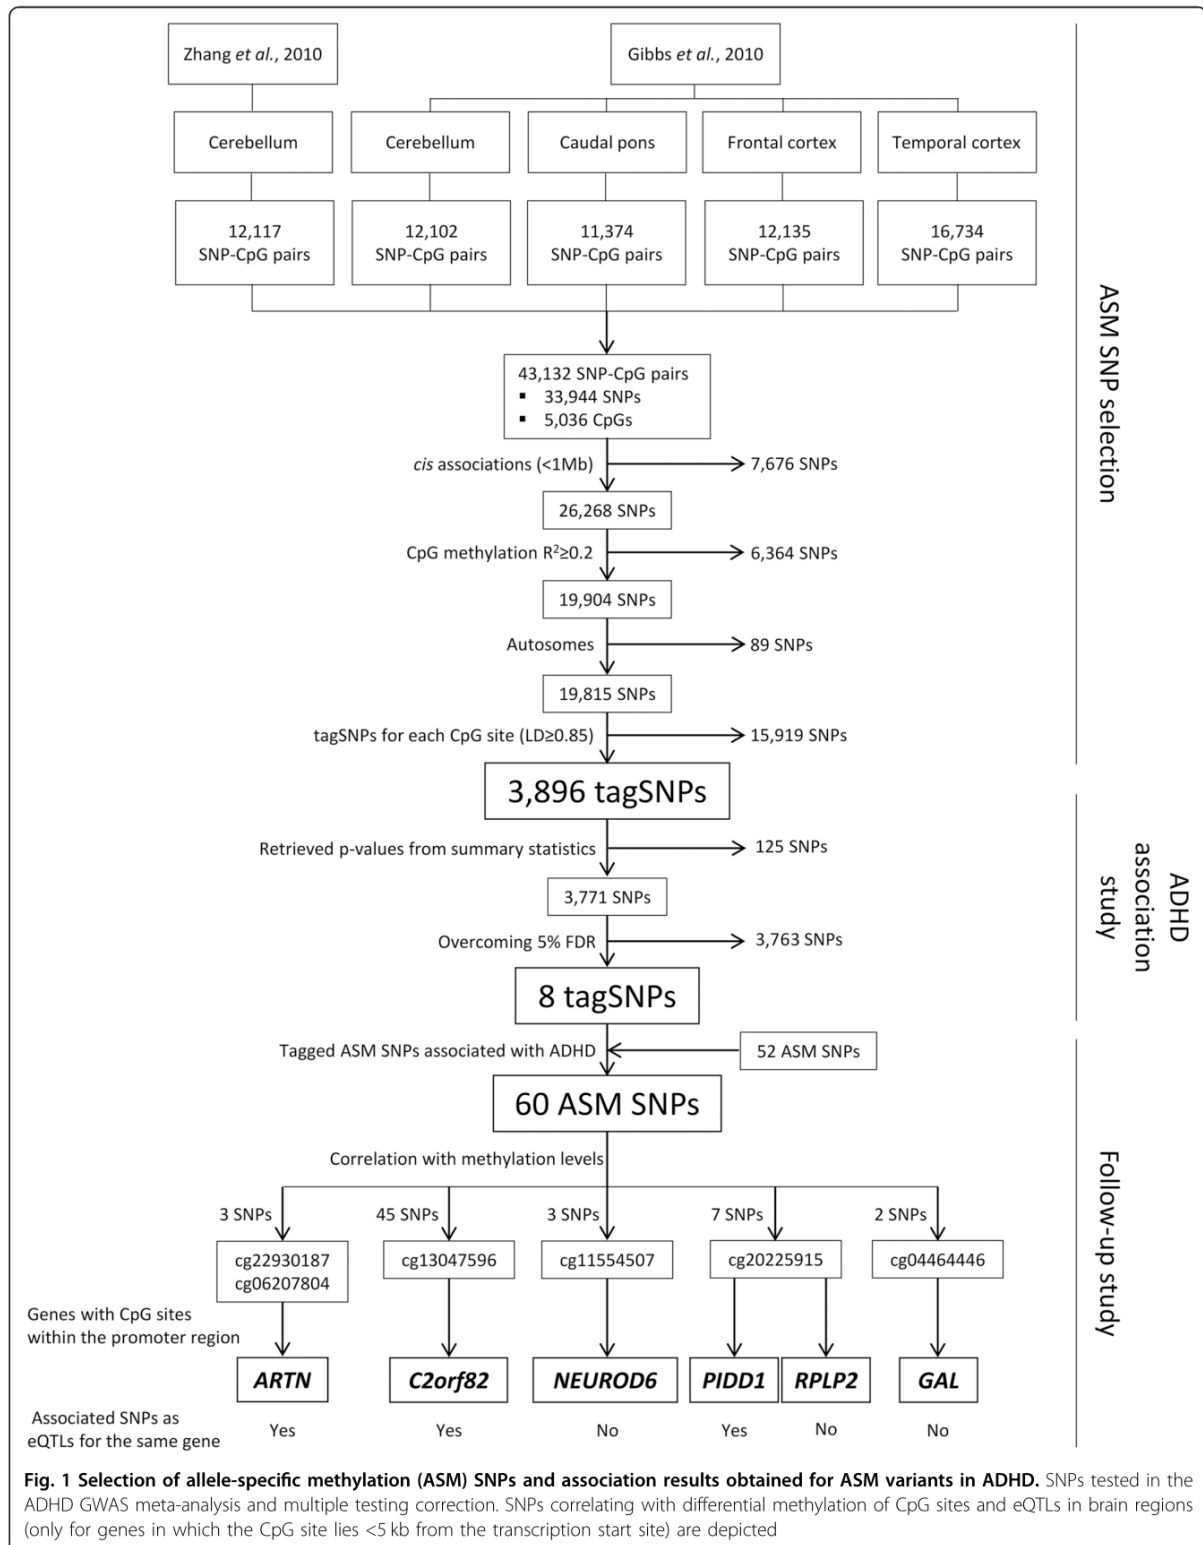 Zhang et al., 2010
Gibbs et al., 2010
Cerebellum
Cerebellum
Caudal pons
Frontal cortex
Temporal cortex
12,117
SNP-CpG pairs
12,102
SNP-CpG pairs
11,374
SNP-CpG pairs
12,135
SNP-CpG pairs
16,734
SNP-CpG pairs
ASM SNP selection
43,132 SNP-CpG pairs
▪ 33,944 SNPs
▪ 5,036 CpGs
cis associations (<1Mb)
7,676 SNPs
26,268 SNPs
CpG methylation R²≥0.2
6,364 SNPs
19,904 SNPs
Autosomes
89 SNPs
19,815 SNPs
tagSNPs for each CpG site (LD≥0.85)
15,919 SNPs
3,896 tagSNPs
ADHD
association
study
Retrieved p-values from summary statistics
125 SNPs
3,771 SNPs
Overcoming 5% FDR
3,763 SNPs
8 tagSNPs
Tagged ASM SNPs associated with ADHD
52 ASM SNPs
60 ASM SNPs
Follow-up study
Correlation with methylation levels
3 SNPs
45 SNPs
3 SNPs
7 SNPs
2 SNPs
cg22930187
cg06207804
cg13047596
cg11554507
cg20225915
cg04464446
Genes with CpG sites
within the promoter region
ARTN
C2orf82
NEUROD6
PIDD1
RPLP2
GAL
Associated SNPs as
eQTLs for the same gene
Yes
Yes
No
Yes
No
No
Fig. 1 Selection of allele-specific methylation (ASM) SNPs and association results obtained for ASM variants in ADHD. SNPs tested in the
ADHD GWAS meta-analysis and multiple testing correction. SNPs correlating with differential methylation of CpG sites and eQTLs in brain regions
(only for genes in which the CpG site lies <5 kb from the transcription start site) are depicted